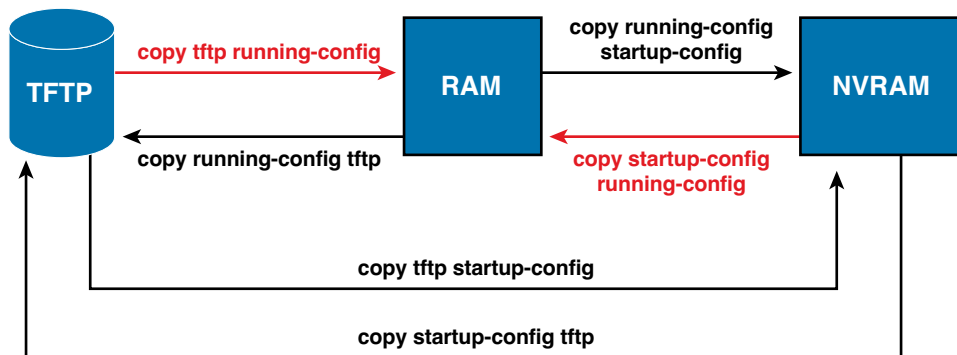 copy tftp running-config
copy running-config
startup-config
TFTP
RAM
NVRAM
copy running-config tftp
copy startup-config
running-config
copy tftp startup-config
copy startup-config tftp